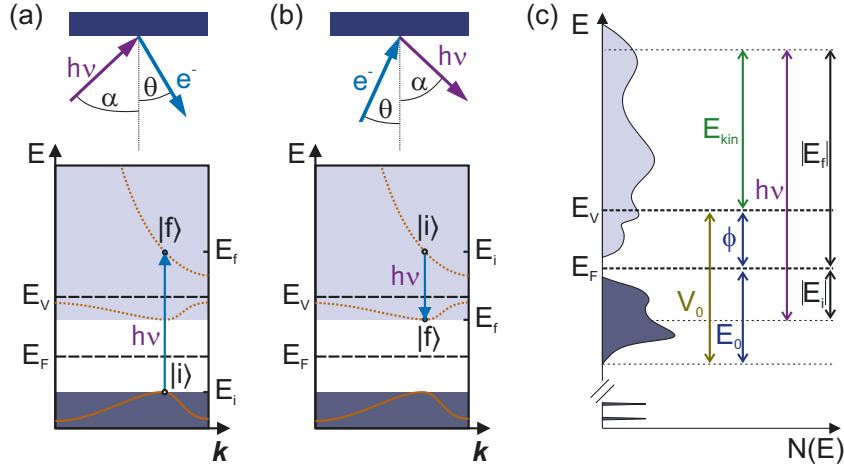 (a)
hν
α
θ
e-
E
|f⟩
E_f
E_V
hν
E_F
|i⟩
E_i
k
(b)
e-
θ
α
hν
E
|i⟩
E_i
hν
E_V
E_f
|f⟩
E_F
k
(c)
E
E_kin
hν
|E_f|
E_V
ϕ
E_F
V_0
E_0
|E_i|
N(E)